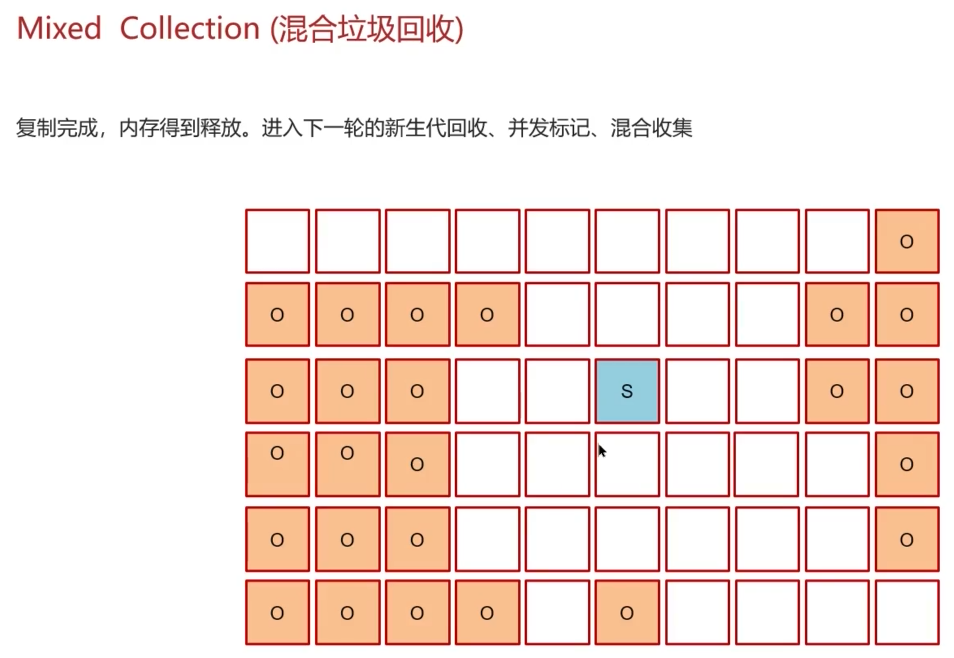 Mixed Collection (混合垃圾回收)
复制完成，内存得到释放。进入下一轮的新生代回收、并发标记、混合收集
O
O O O O O O
O O O S O O
O O O O
O O O O
O O O O O